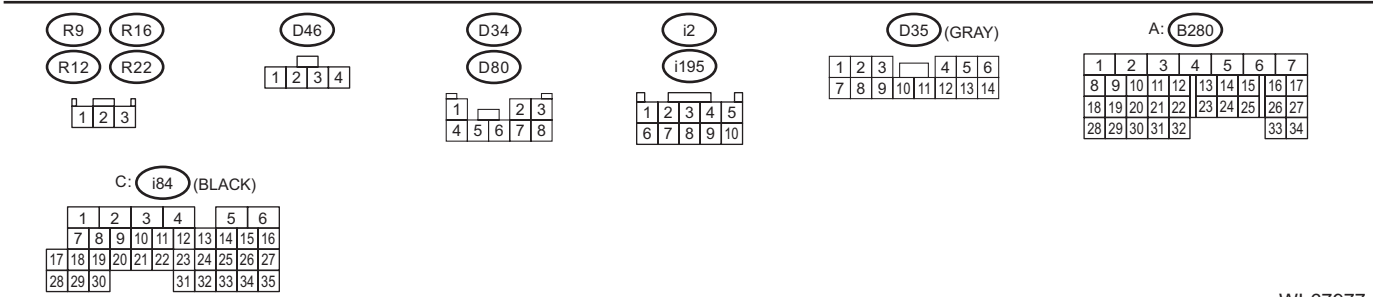 R9 R16 D46 D34 i2 D35 (GRAY) A: B280
R12 R22 D80 i195
1 2 3
1 2 3 4
1 2 3
4 5 6 7 8
1 2 3 4 5
6 7 8 9 10
1 2 3 4 5 6
7 8 9 10 11 12 13 14
1 2 3 4 5 6 7
8 9 10 11 12 13 14 15 16 17
18 19 20 21 22 23 24 25 26 27
28 29 30 31 32 33 34
C: i84 (BLACK)
1 2 3 4 5 6
7 8 9 10 11 12 13 14 15 16
17 18 19 20 21 22 23 24 25 26 27
28 29 30 31 32 33 34 35